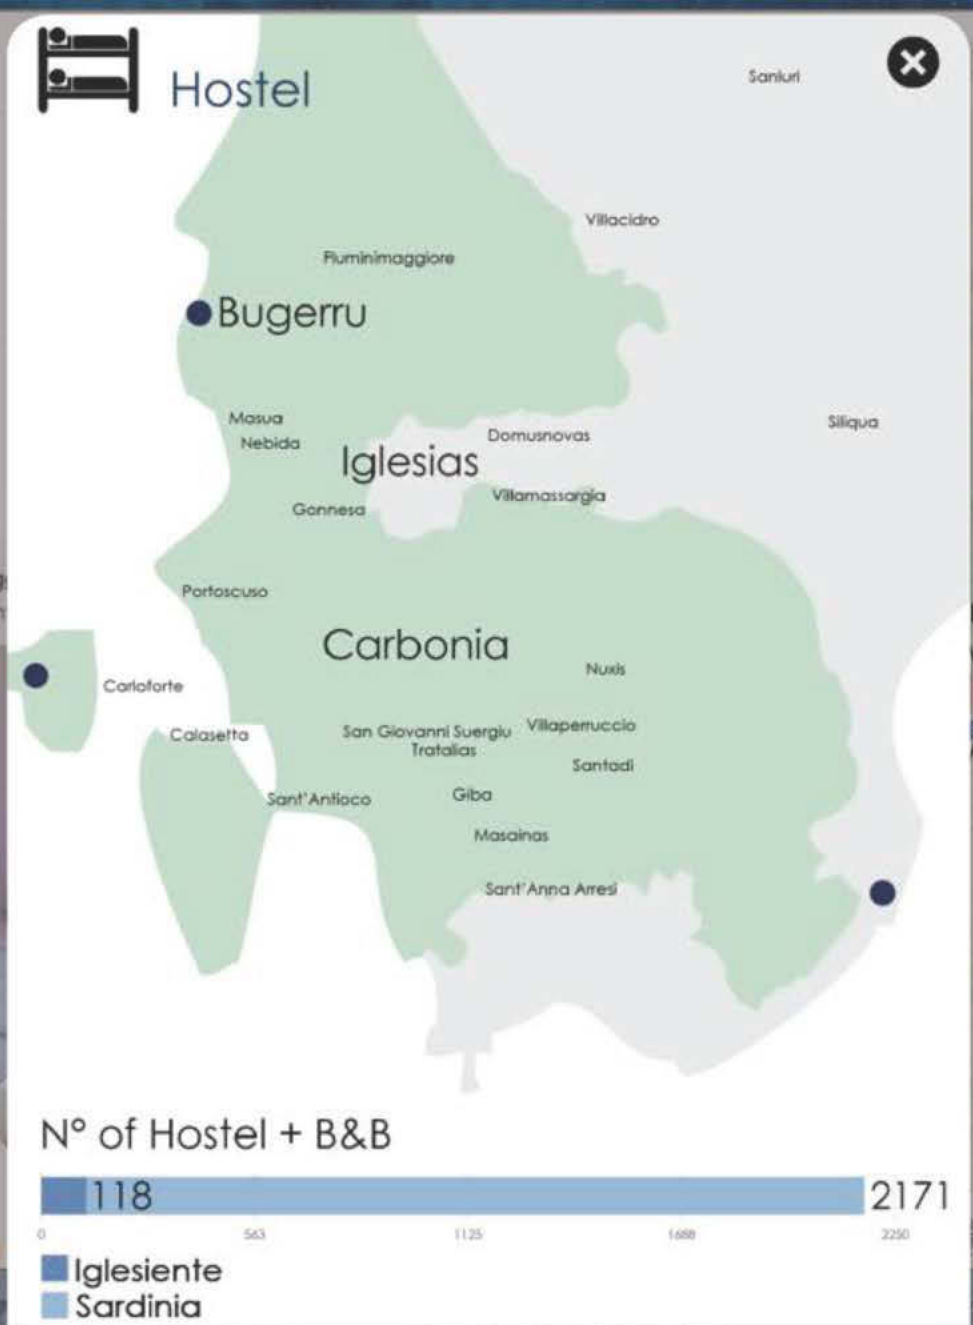 Hostel
Sanluri
Villacidro
Fluminimaggiore
Bugerru
Masua
Nebida
Domusnovas
Siliqua
Iglesias
Villamassargia
Gonnesa
Portoscuso
Carbonia
Nuxis
Carloforte
Calasetta
San Giovanni Suergiu
Villaperruccio
Tratalias
Santadi
Sant'Antioco
Giba
Masainas
Sant'Anna Arresi
N° of Hostel + B&B
118
2171
0 563 1125 1688 2250
Iglesiente
Sardinia